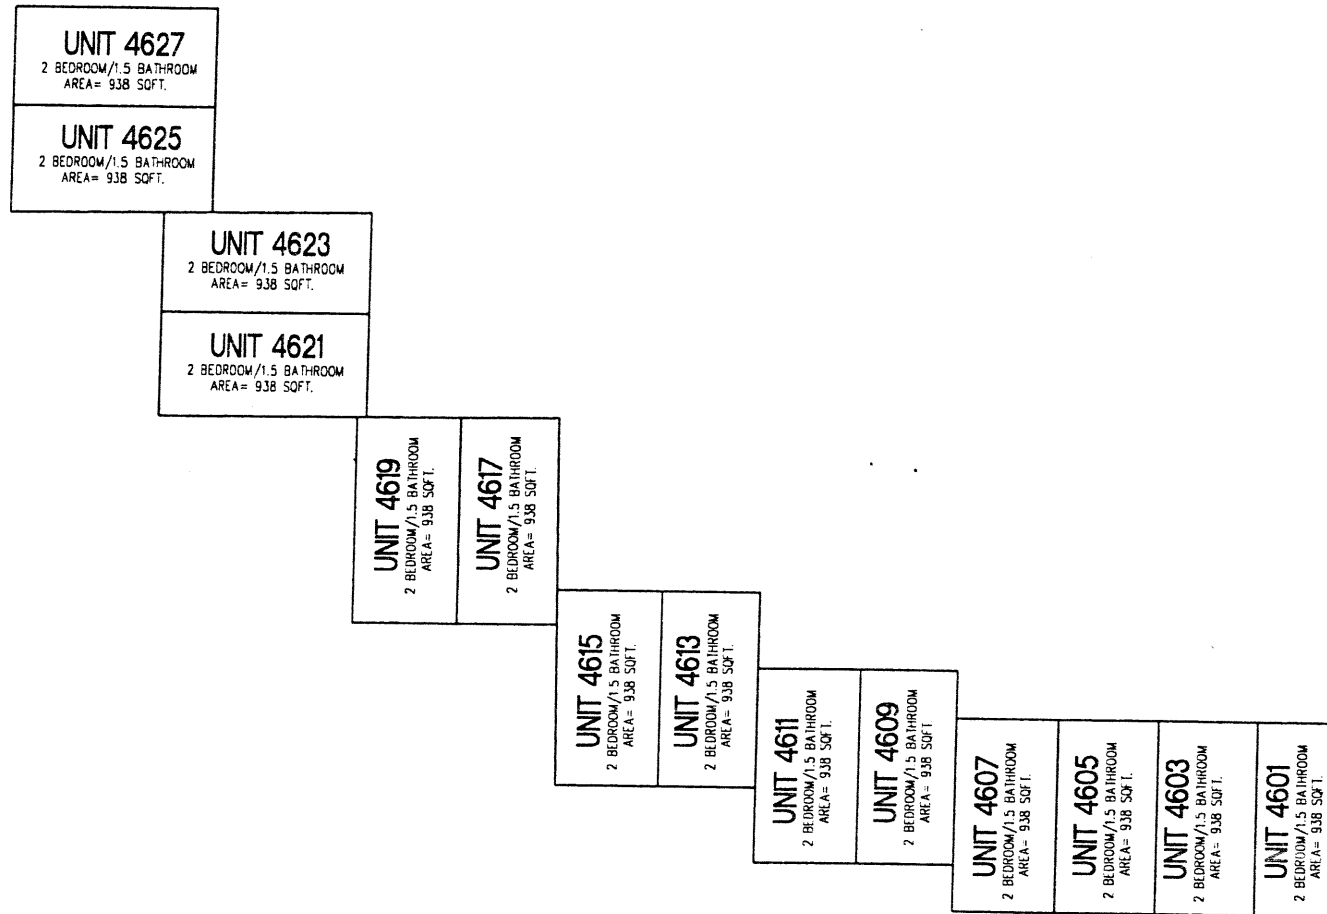 UNIT 4627
2 BEDROOM/1.5 BATHROOM
AREA= 938 SQFT.
UNIT 4625
2 BEDROOM/1.5 BATHROOM
AREA= 938 SQFT.
UNIT 4623
2 BEDROOM/1.5 BATHROOM
AREA= 938 SQFT.
UNIT 4621
2 BEDROOM/1.5 BATHROOM
AREA= 938 SQFT.
UNIT 4619
2 BEDROOM/1.5 BATHROOM
AREA= 938 SQFT.
UNIT 4617
2 BEDROOM/1.5 BATHROOM
AREA= 938 SQFT.
UNIT 4615
2 BEDROOM/1.5 BATHROOM
AREA= 938 SQFT.
UNIT 4613
2 BEDROOM/1.5 BATHROOM
AREA= 938 SQFT.
UNIT 4611
2 BEDROOM/1.5 BATHROOM
AREA= 938 SQFT.
UNIT 4609
2 BEDROOM/1.5 BATHROOM
AREA= 938 SQFT.
UNIT 4607
2 BEDROOM/1.5 BATHROOM
AREA= 938 SQFT.
UNIT 4605
2 BEDROOM/1.5 BATHROOM
AREA= 938 SQFT.
UNIT 4603
2 BEDROOM/1.5 BATHROOM
AREA= 938 SQFT.
UNIT 4601
2 BEDROOM/1.5 BATHROOM
AREA= 938 SQFT.